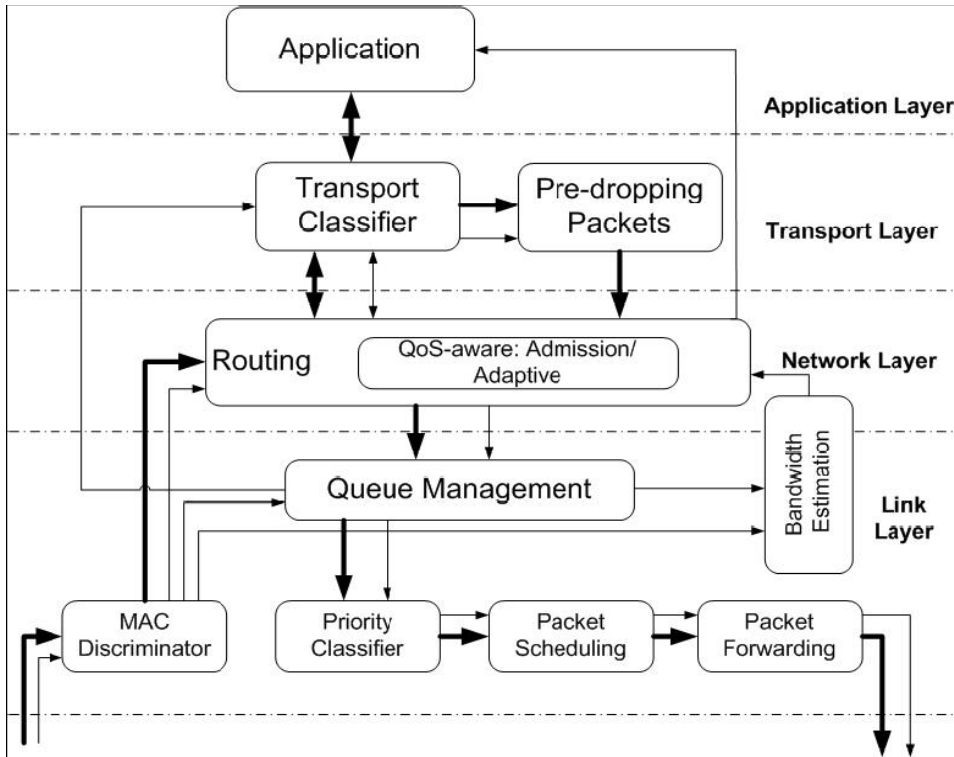 Application
Application Layer
Transport
Classifier
Pre-dropping
Packets
Transport Layer
Routing
QoS-aware: Admission/
Adaptive
Network Layer
Queue Management
Bandwidth
Estimation
Link
Layer
MAC
Discriminator
Priority
Classifier
Packet
Scheduling
Packet
Forwarding